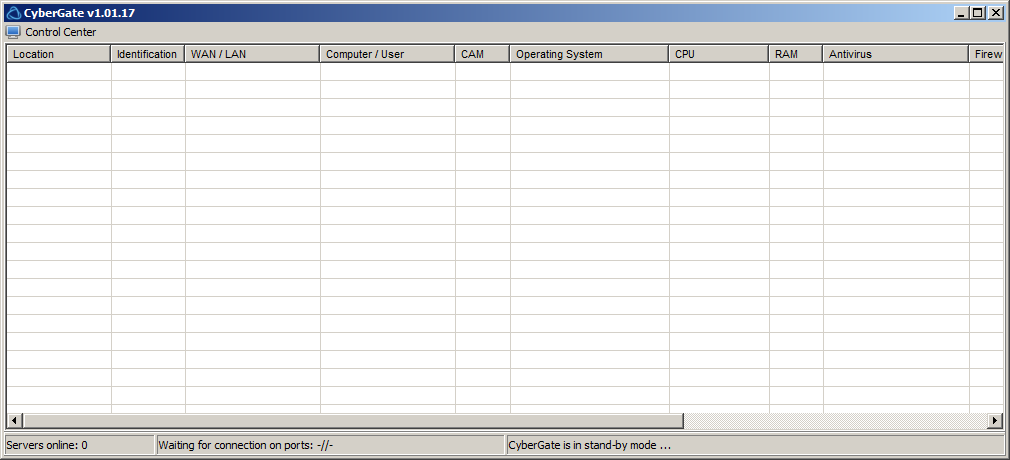 CyberGate v1.01.17
Control Center
Location Identification WAN / LAN Computer / User CAM Operating System CPU RAM Antivirus Firew
Servers online: 0 Waiting for connection on ports: -//- CyberGate is in stand-by mode ...